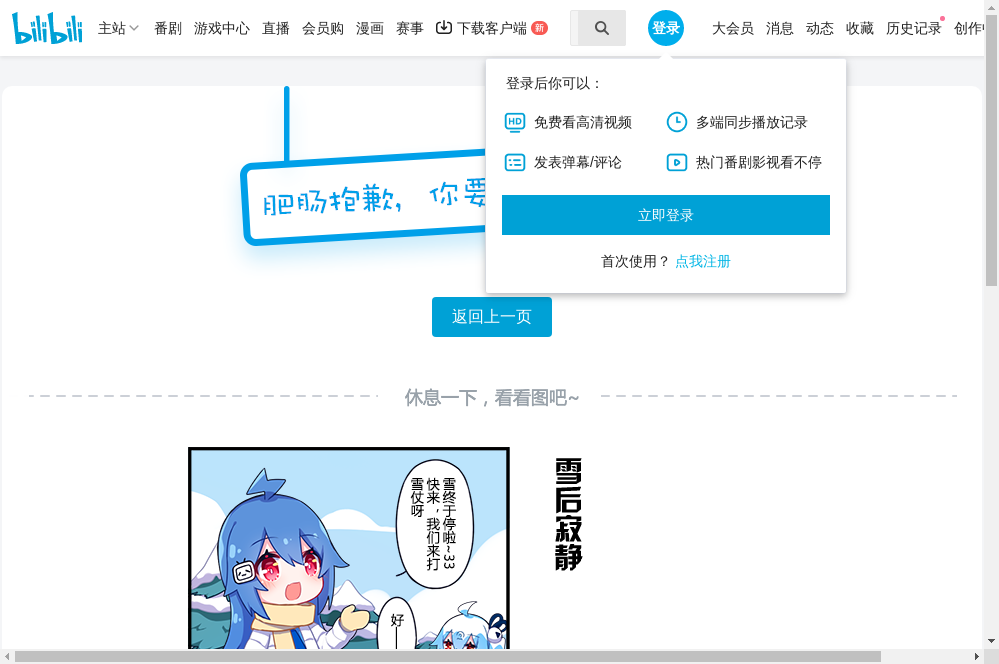 bilibili
主站 番剧 游戏中心 直播 会员购 漫画 赛事 下载客户端 新 登录 大会员 消息 动态 收藏 历史记录 创作
登录后你可以：
HD 免费看高清视频 多端同步播放记录
发表弹幕/评论 热门番剧影视看不停
立即登录
首次使用？ 点我注册
肥肠抱歉，你要
返回上一页
休息一下，看看图吧~
雪终于停啦~33
快来，我们来打
雪仗呀
好——
雪后寂静